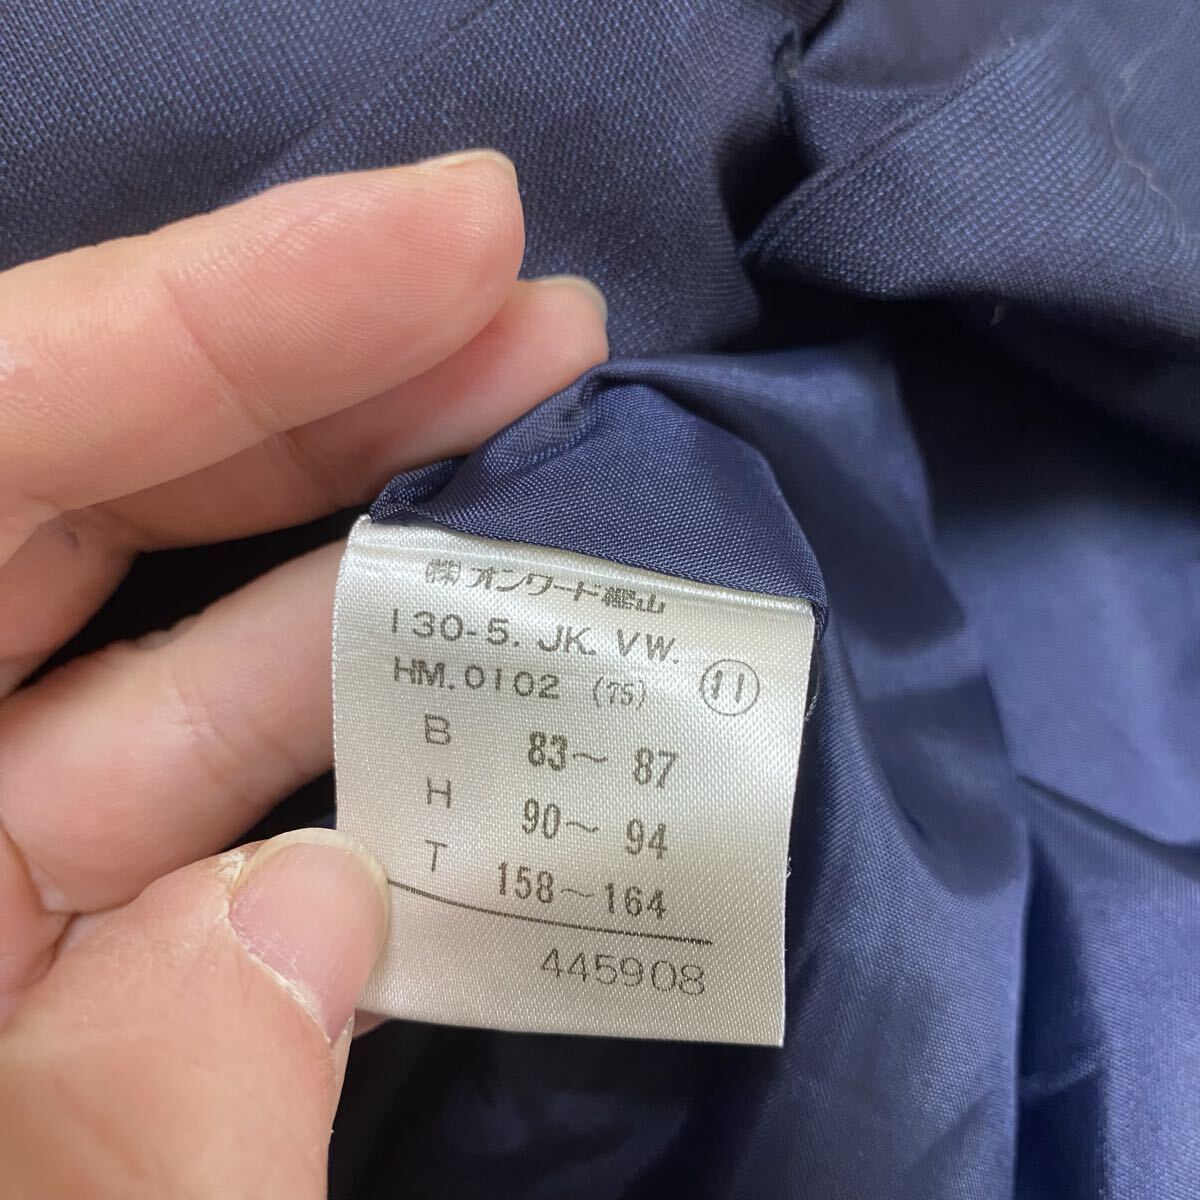 ㈱オンワード樫山
130-5. JK. VW.
HM.0102 (75) ⑪
B 83～ 87
H 90～ 94
T 158～164
445908